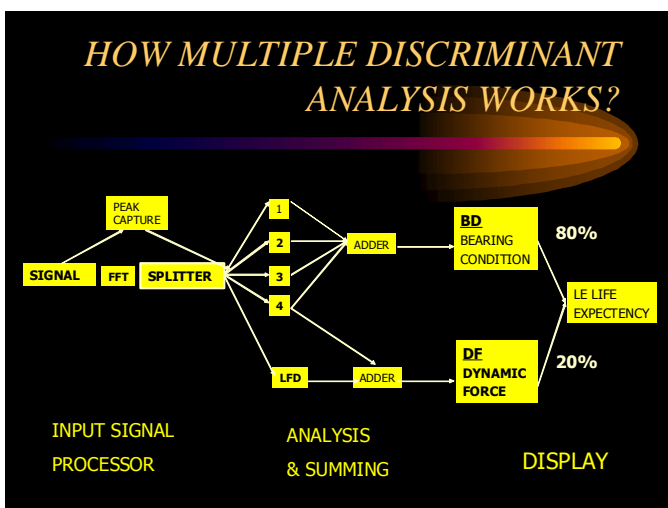 HOW MULTIPLE DISCRIMINANT
ANALYSIS WORKS?
PEAK
CAPTURE
SIGNAL
FFT
SPLITTER
1
2
3
4
LFD
ADDER
ADDER
BD
BEARING
CONDITION
DF
DYNAMIC
FORCE
80%
20%
LE LIFE
EXPECTENCY
INPUT SIGNAL
PROCESSOR
ANALYSIS
& SUMMING
DISPLAY